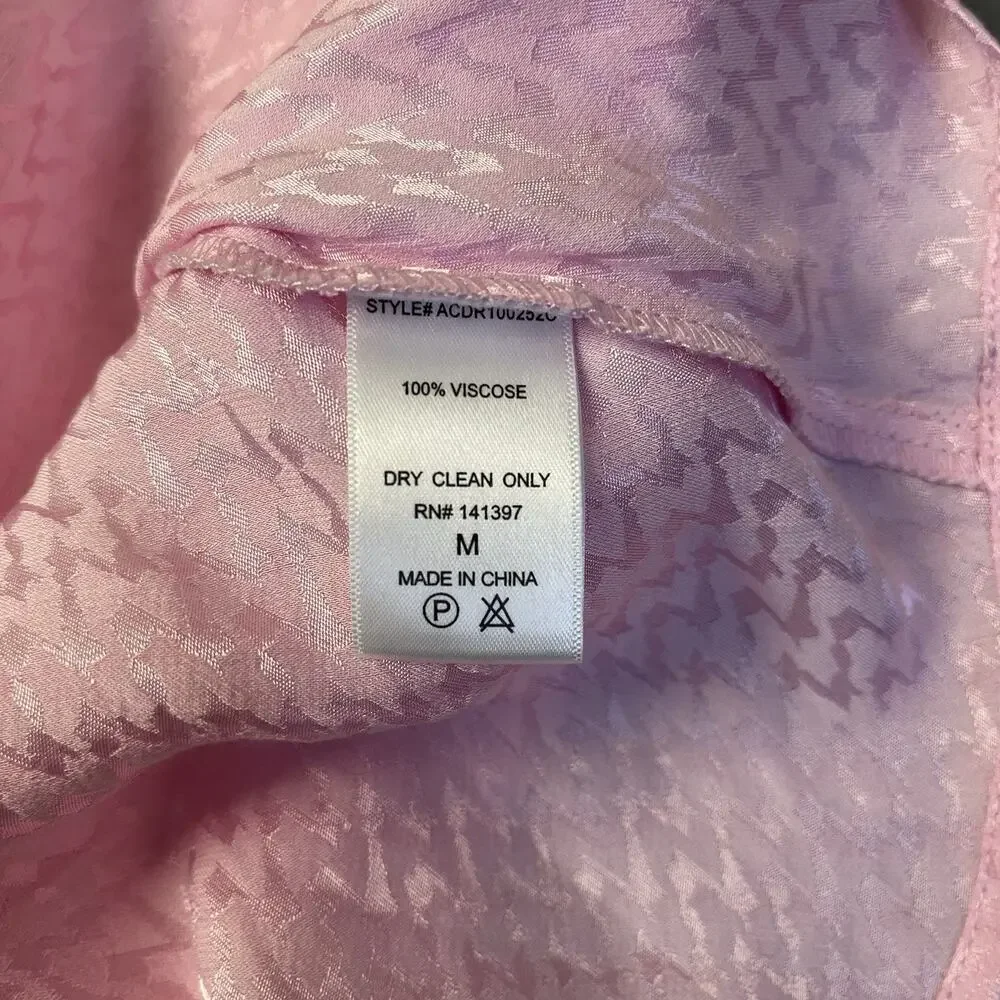 STYLE# ACDR100252C
100% VISCOSE
DRY CLEAN ONLY
RN# 141397
M
MADE IN CHINA
P